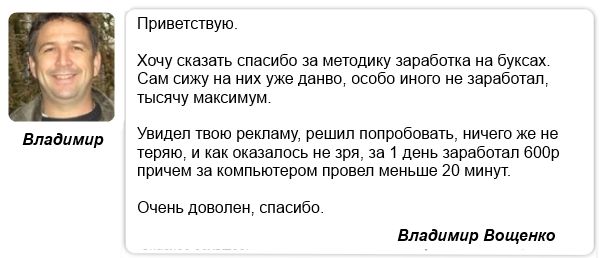 Приветствую.
Хочу сказать спасибо за методику заработка на буксах.
Сам сижу на них уже данво, особо иного не заработал,
тысячу максимум.
Увидел твою рекламу, решил попробовать, ничего же не
теряю, и как оказалось не зря, за 1 день заработал 600р
причем за компьютером провел меньше 20 минут.
Очень доволен, спасибо.
Владимир Вощенко
Владимир